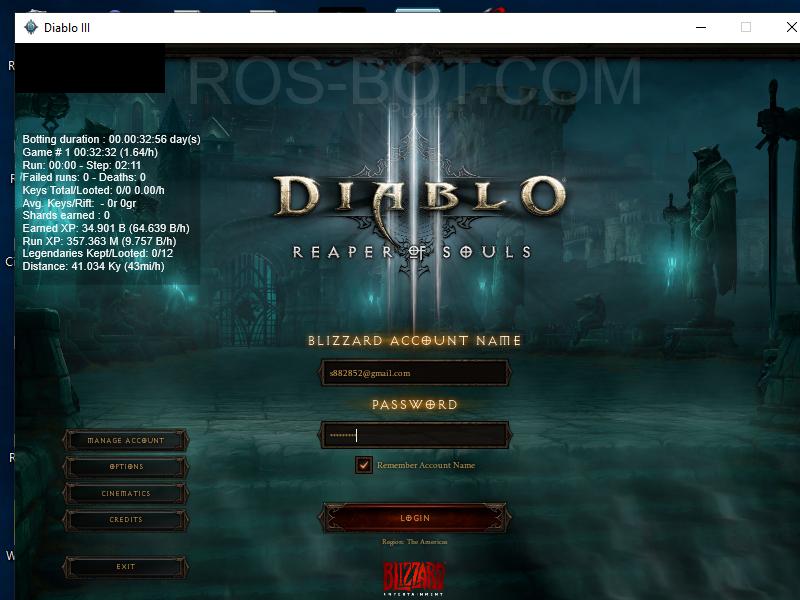 Diablo III
ROS-BOT.COM
Public
Botting duration : 00.00:32:56 day(s)
Game # 1 00:32:32 (1.64/h)
Run: 00:00 - Step: 02:11
Failed runs: 0 - Deaths: 0
Keys Total/Looted: 0/0 0.00/h
Avg. Keys/Rift: - 0r 0gr
Shards earned : 0
Earned XP: 34.901 B (64.639 B/h)
Run XP: 357.363 M (9.757 B/h)
Legendaries Kept/Looted: 0/12
Distance: 41.034 Ky (43mi/h)
DIABLO
REAPER OF SOULS
BLIZZARD ACCOUNT NAME
s882852@gmail.com
PASSWORD
********
Remember Account Name
MANAGE ACCOUNT
OPTIONS
CINEMATICS
CREDITS
EXIT
LOGIN
Region: The Americas
BLIZZARD
ENTERTAINMENT